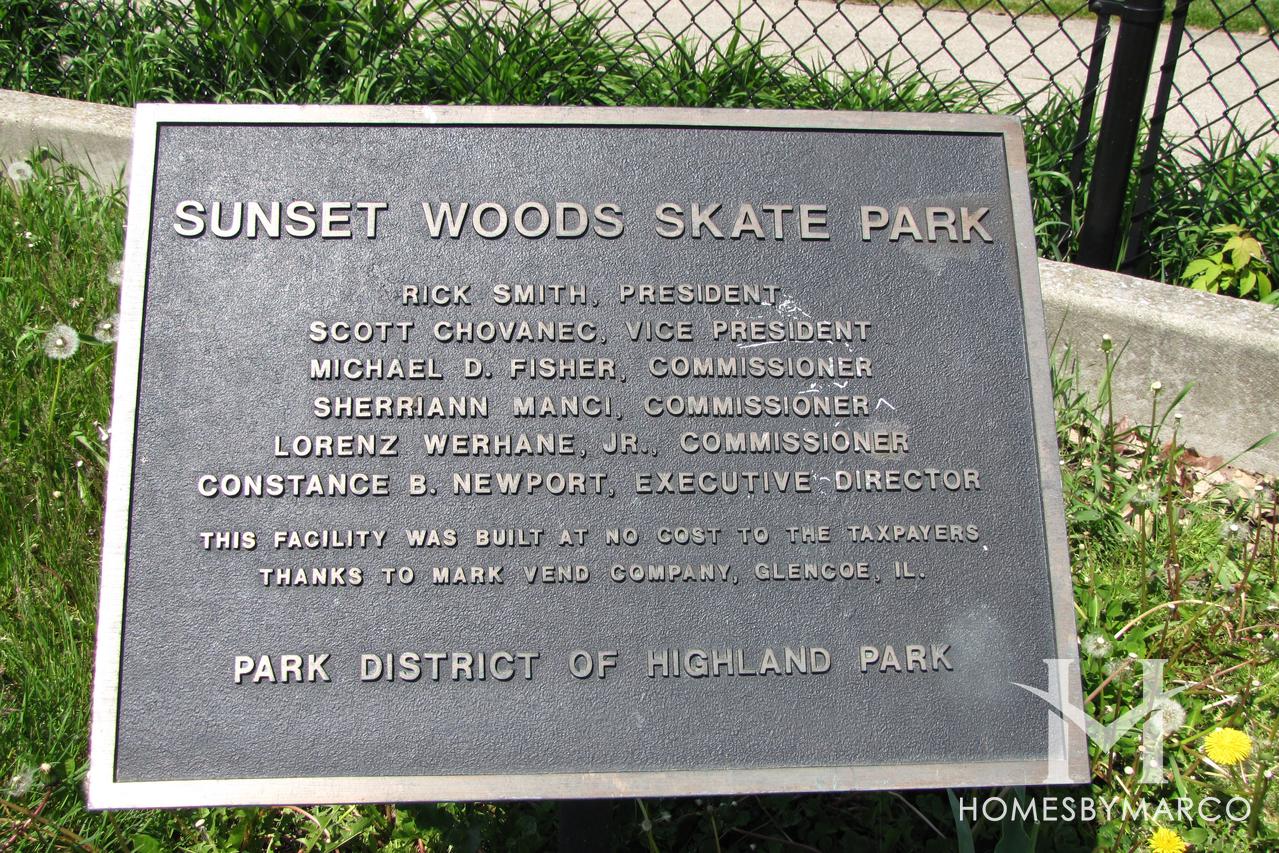 SUNSET WOODS SKATE PARK
RICK SMITH, PRESIDENT
SCOTT CHOVANEC, VICE PRESIDENT
MICHAEL D. FISHER, COMMISSIONER
SHERRIANN MANCI, COMMISSIONER
LORENZ WERHANE, JR., COMMISSIONER
CONSTANCE B. NEWPORT, EXECUTIVE DIRECTOR
THIS FACILITY WAS BUILT AT NO COST TO THE TAXPAYERS
THANKS TO MARK VEND COMPANY, GLENCOE, IL.
PARK DISTRICT OF HIGHLAND PARK
H
HOMESBYMARCO